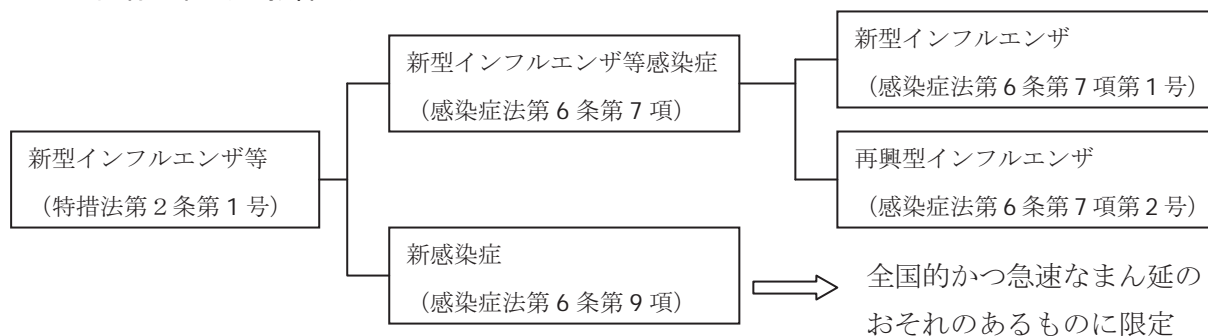 新型インフルエンザ等
（特措法第２条第１号）
新型インフルエンザ等感染症
（感染症法第６条第７項）
新型インフルエンザ
（感染症法第６条第７項第１号）
再興型インフルエンザ
（感染症法第６条第７項第２号）
新感染症
（感染症法第６条第９項）
全国的かつ急速なまん延の
おそれのあるものに限定